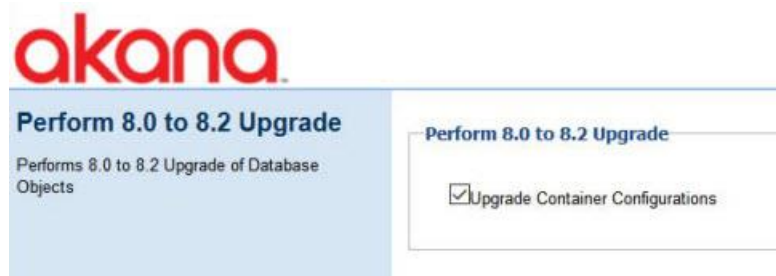 akana
Perform 8.0 to 8.2 Upgrade
Performs 8.0 to 8.2 Upgrade of Database
Objects
Perform 8.0 to 8.2 Upgrade
Upgrade Container Configurations